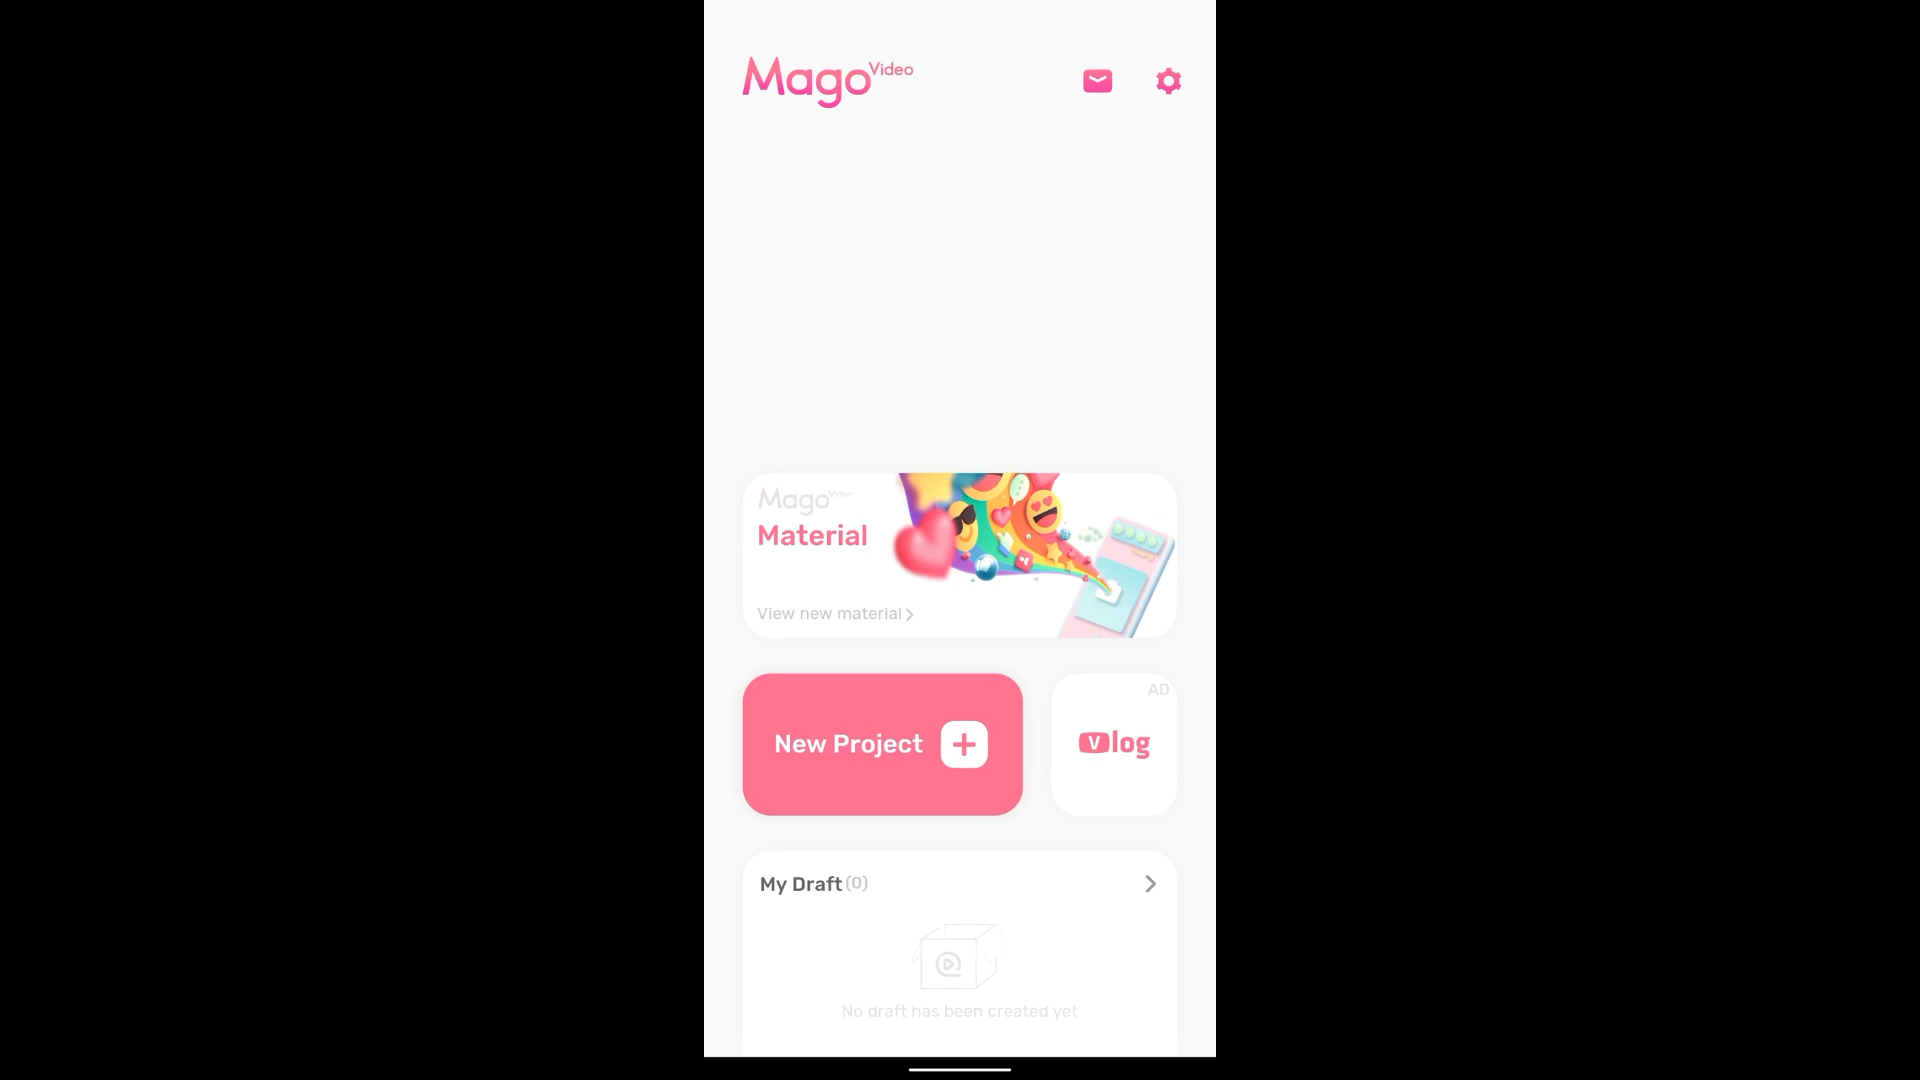 Mago Video
Mago Video
Material
View new material
New Project
AD
Vlog
My Draft (0)
No draft has been created yet